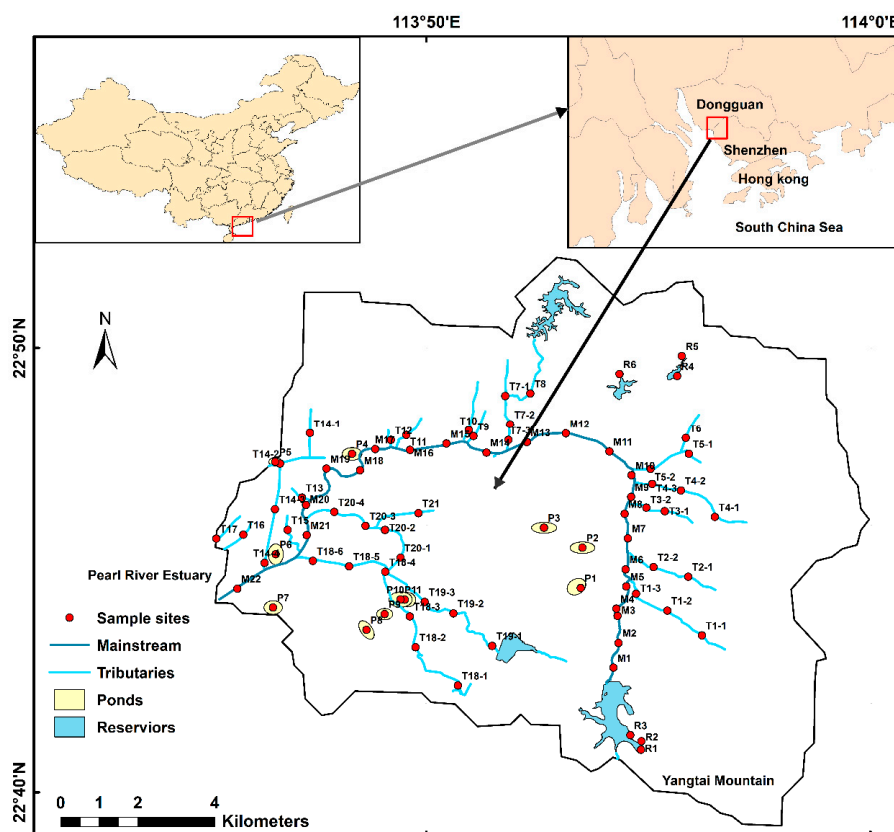 113°50'E
114°0'E
Dongguan
Shenzhen
Hong kong
South China Sea
N
22°50'N
22°40'N
R5
R6
R4
T7-1
T8
T14-1
T10
T9
T7-2
T7-3
M13
M12
P4
T12
T11
M16
M15
M14
M11
T6
T5-1
T14-2
P5
M19
M18
M10
T5-2
M9
T4-3
T4-2
T13
M20
T20-4
T20-3
T21
T20-2
M8
T3-2
T3-1
T4-1
T17
T16
T15
M21
P3
P2
M7
P6
T18-6
T18-5
T20-1
T18-4
M6
T2-2
T2-1
Pearl River Estuary
M22
P1
M5
T1-3
M4
M3
P7
P10
P11
P9
T19-3
T18-3
T19-2
T1-2
P8
T18-2
T19-1
M2
T1-1
M1
T18-1
R3
R2
R1
Yangtai Mountain
Sample sites
Mainstream
Tributaries
Ponds
Reserviors
0 1 2 4
Kilometers